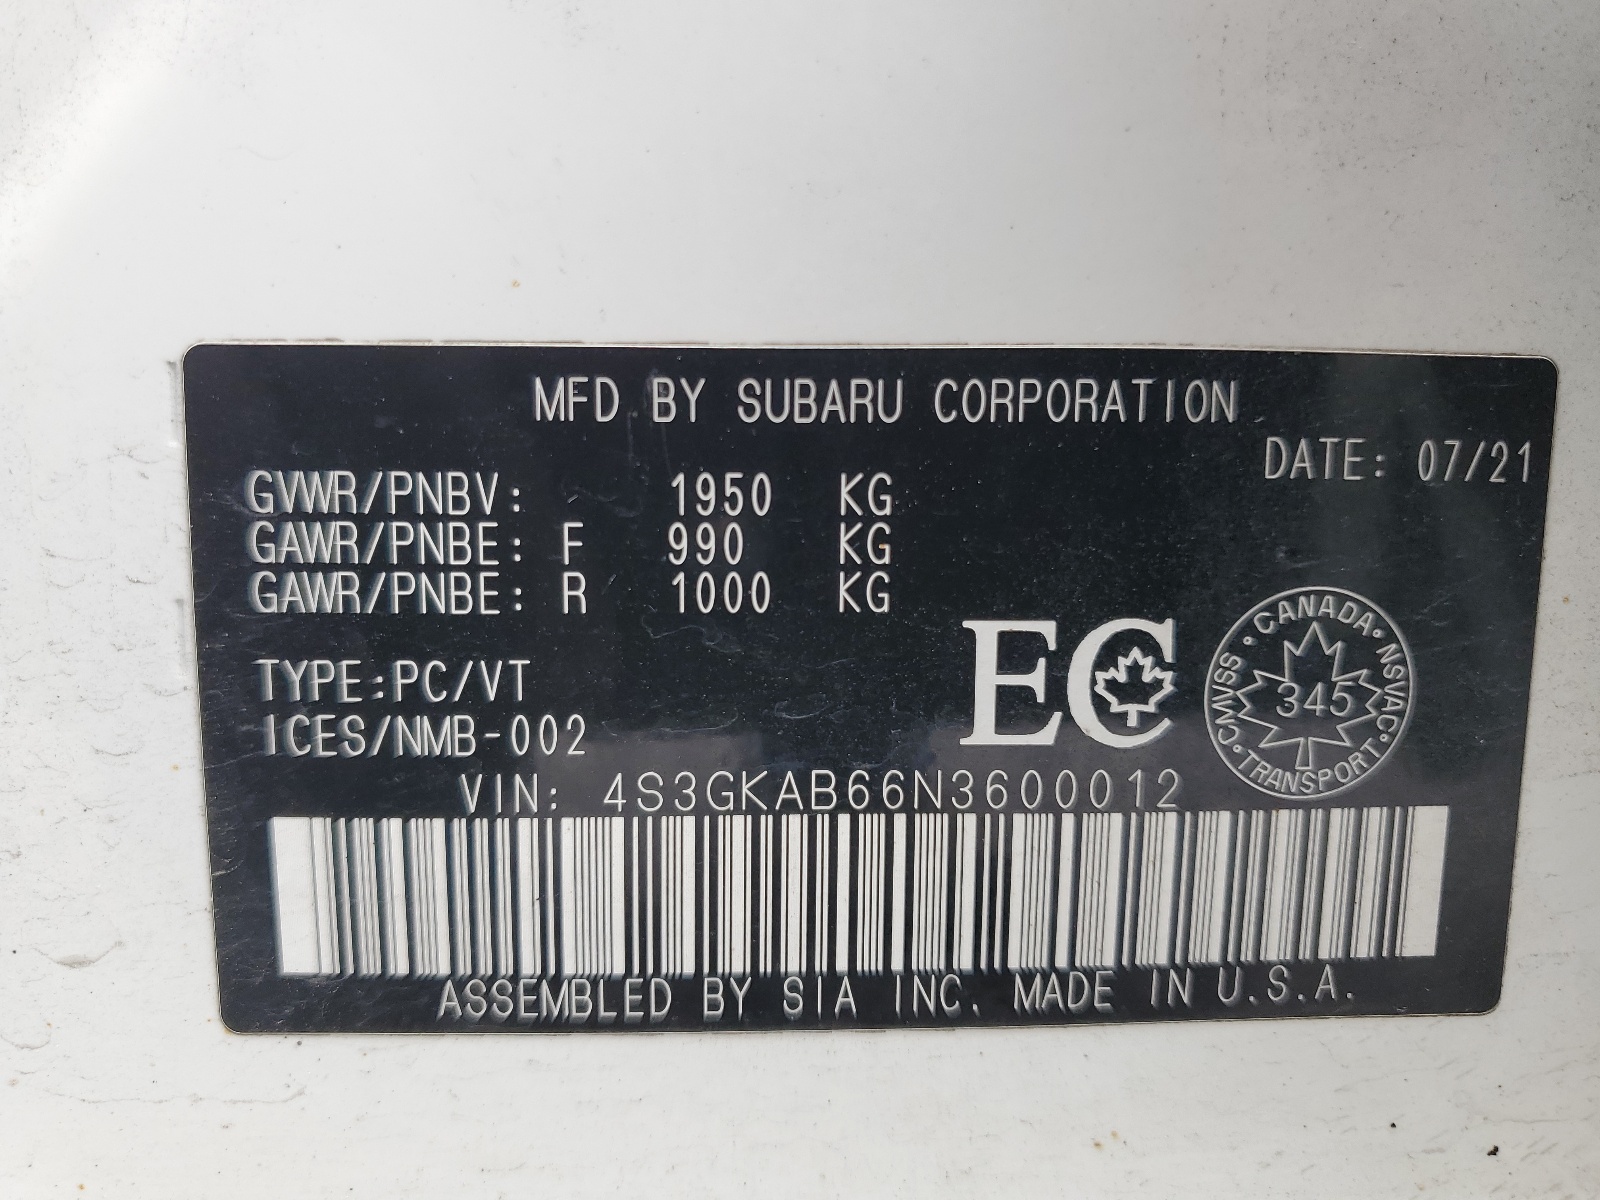 MFD BY SUBARU CORPORATION
DATE: 07/21
GVWR/PNBV: 1950 KG
GAWR/PNBE: F 990 KG
GAWR/PNBE: R 1000 KG
TYPE:PC/VT
ICES/NMB-002
EC
CANADA · NSVAC · TRANSPORT · CMVSS ·
345
VIN: 4S3GKAB66N3600012
ASSEMBLED BY SIA INC. MADE IN U.S.A.